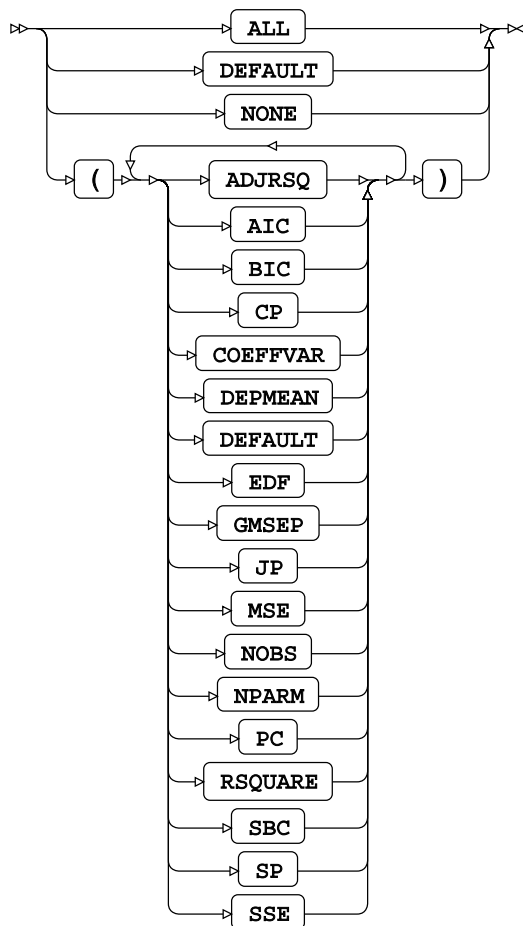 ALL
DEFAULT
NONE
( ADJRSQ )
AIC
BIC
CP
COEFFVAR
DEPMEAN
DEFAULT
EDF
GMSEP
JP
MSE
NOBS
NPARM
PC
RSQUARE
SBC
SP
SSE